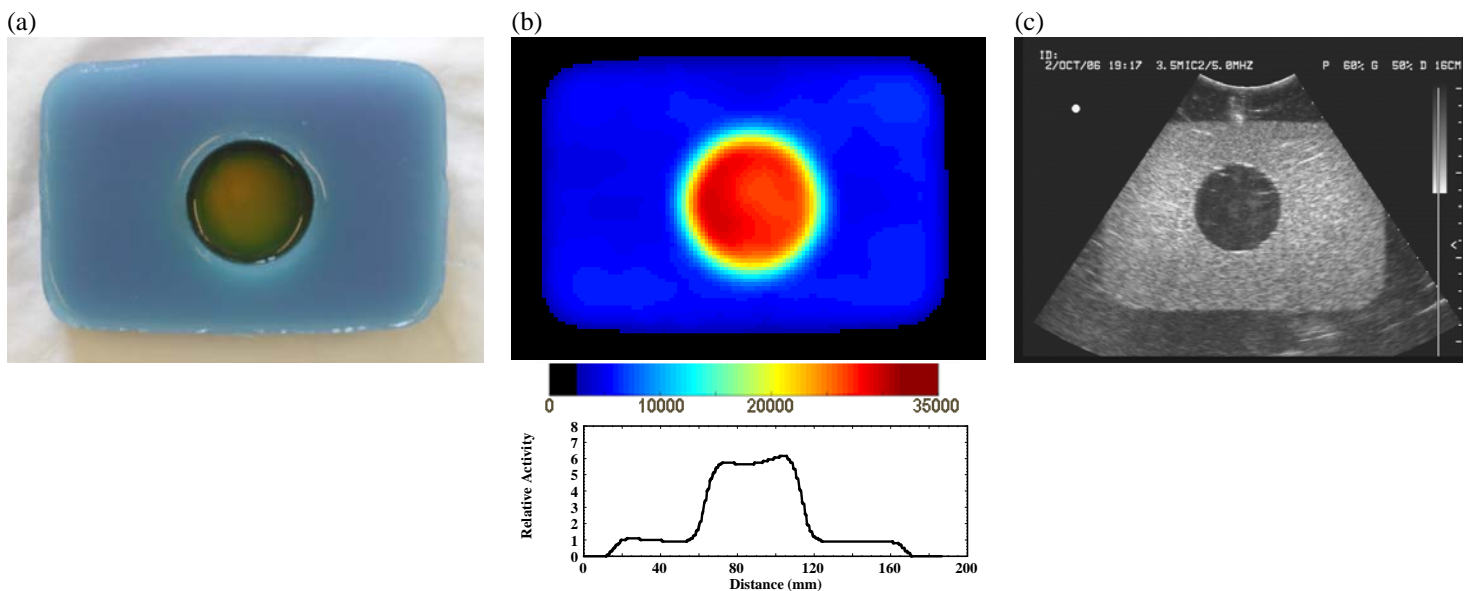 (a)
(b)
(c)
ID:
2/OCT/06 19:17 3.5MIC2/5.0MHZ P 60% G 50% D 16CM
0 10000 20000 35000
8
7
6
5
4
3
2
1
0
Relative Activity
0 40 80 120 160 200
Distance (mm)